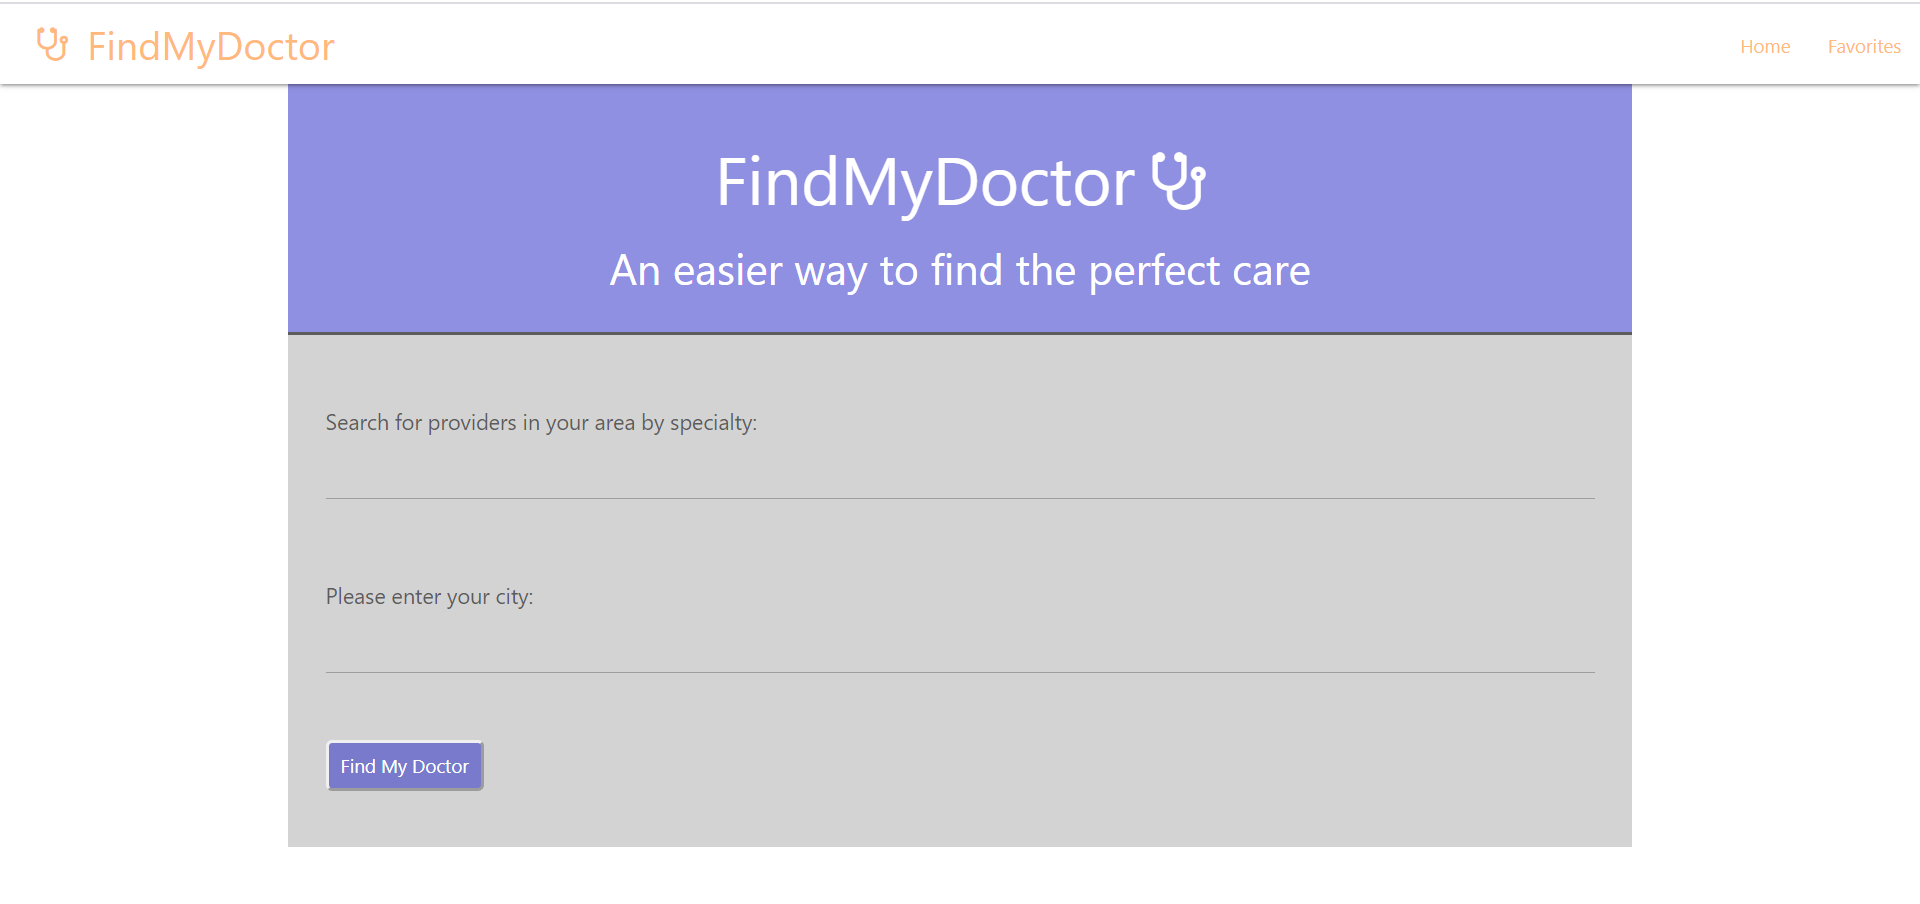 FindMyDoctor
Home
Favorites
FindMyDoctor
An easier way to find the perfect care
Search for providers in your area by specialty:
Please enter your city:
Find My Doctor